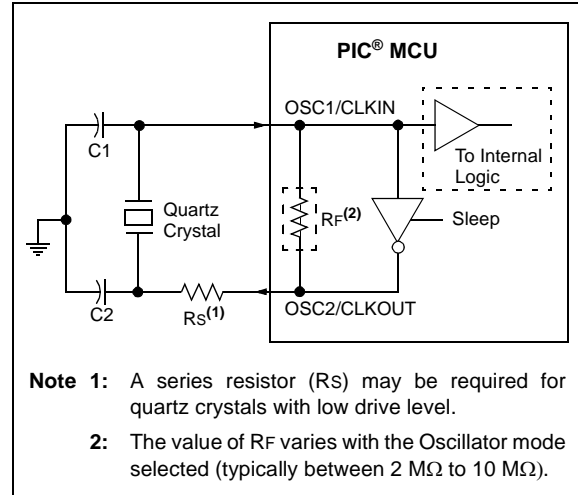 PIC® MCU
OSC1/CLKIN
C1
To Internal
Logic
Quartz
Crystal
RF(2)
Sleep
C2
RS(1)
OSC2/CLKOUT
Note 1: A series resistor (RS) may be required for
quartz crystals with low drive level.
2: The value of RF varies with the Oscillator mode
selected (typically between 2 MΩ to 10 MΩ).